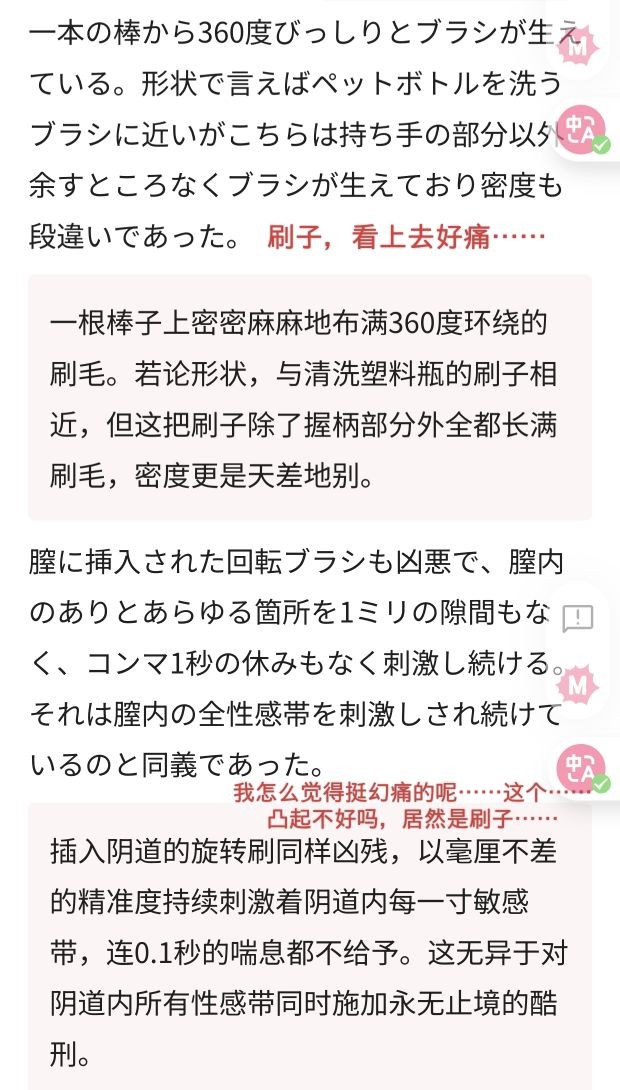 一本の棒から360度びっしりとブラシが生え
ている。形状で言えばペットボトルを洗う
ブラシに近いがこちらは持ち手の部分以外
余すところなくブラシが生えており密度も
段違いであった。 刷子，看上去好痛……
一根棒子上密密麻麻地布满360度环绕的
刷毛。若论形状，与清洗塑料瓶的刷子相
近，但这把刷子除了握柄部分外全都长满
刷毛，密度更是天差地别。
膣に挿入された回転ブラシも凶悪で、膣内
のありとあらゆる箇所を1ミリの隙間もな
く、コンマ1秒の休みもなく刺激し続ける。
それは膣内の全性感帯を刺激しされ続けて
いるのと同義であった。
我怎么觉得挺幻痛的呢……这个……
凸起不好吗，居然是刷子……
插入阴道的旋转刷同样凶残，以毫厘不差
的精准度持续刺激着阴道内每一寸敏感
带，连0.1秒的喘息都不给予。这无异于对
阴道内所有性感带同时施加永无止境的酷
刑。
M
中A
M
中A